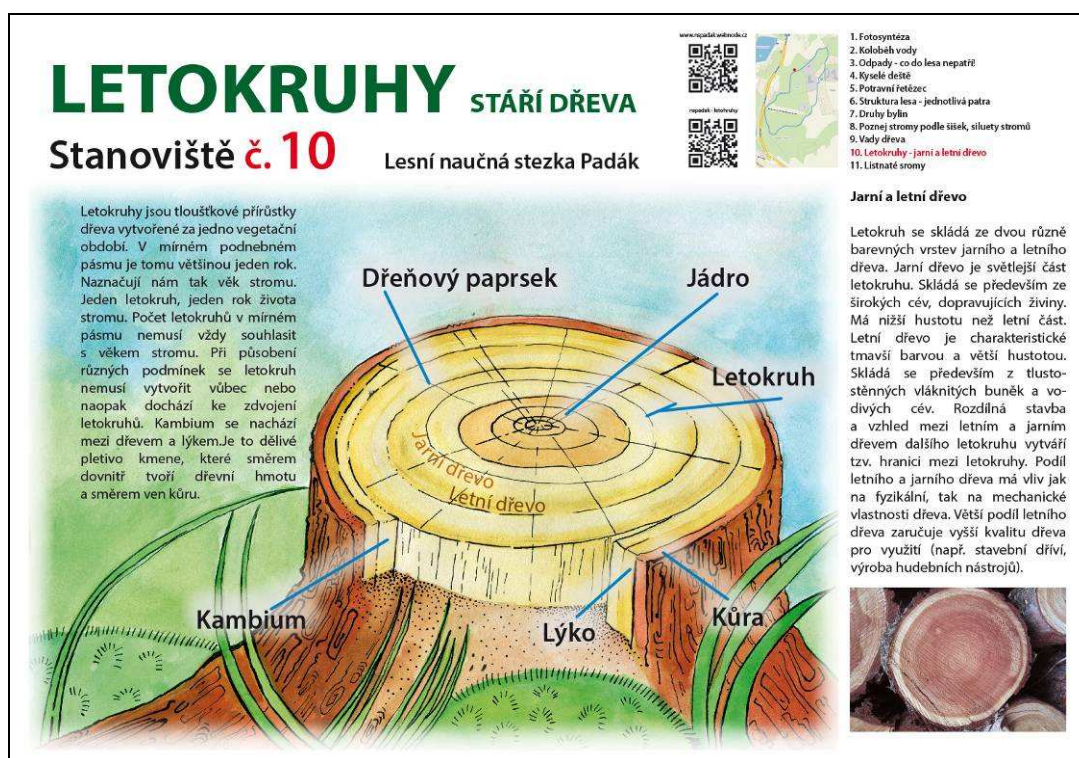 LETOKRUHY STÁŘÍ DŘEVA
Stanoviště č. 10 Lesní naučná stezka Padák
www.nspadak.webnode.cz
nspadak - letohruhy
1. Fotosyntéza
2. Koloběh vody
3. Odpady - co do lesa nepatří!
4. Kyselé deště
5. Potravní řetězec
6. Struktura lesa - jednotlivá patra
7. Druhy bylin
8. Poznej stromy podle šišek, siluety stromů
9. Vady dřeva
10. Letokruhy - jarní a letní dřevo
11. Listnaté sromy
Letokruhy jsou tloušťkové přírůstky
dřeva vytvořené za jedno vegetační
období. V mírném podnebném
pásmu je tomu většinou jeden rok.
Naznačují nám tak věk stromu.
Jeden letokruh, jeden rok života
stromu. Počet letokruhů v mírném
pásmu nemusí vždy souhlasit
s věkem stromu. Při působení
různých podmínek se letokruh
nemusí vytvořit vůbec nebo
naopak dochází ke zdvojení
letokruhů. Kambium se nachází
mezi dřevem a lýkem.Je to dělivé
pletivo kmene, které směrem
dovnitř tvoří dřevní hmotu
a směrem ven kůru.
Dřeňový paprsek
Jádro
Letokruh
Jarní dřevo
Letní dřevo
Kambium
Lýko
Kůra
Jarní a letní dřevo
Letokruh se skládá ze dvou různě
barevných vrstev jarního a letního
dřeva. Jarní dřevo je světlejší část
letokruhu. Skládá se především ze
širokých cév, dopravujících živiny.
Má nižší hustotu než letní část.
Letní dřevo je charakteristické
tmavší barvou a větší hustotou.
Skládá se především z tlusto-
stěnných vláknitých buněk a vo-
divých cév. Rozdílná stavba
a vzhled mezi letním a jarním
dřevem dalšího letokruhu vytváří
tzv. hranici mezi letokruhy. Podíl
letního a jarního dřeva má vliv jak
na fyzikální, tak na mechanické
vlastnosti dřeva. Větší podíl letního
dřeva zaručuje vyšší kvalitu dřeva
pro využití (např. stavební dříví,
výroba hudebních nástrojů).